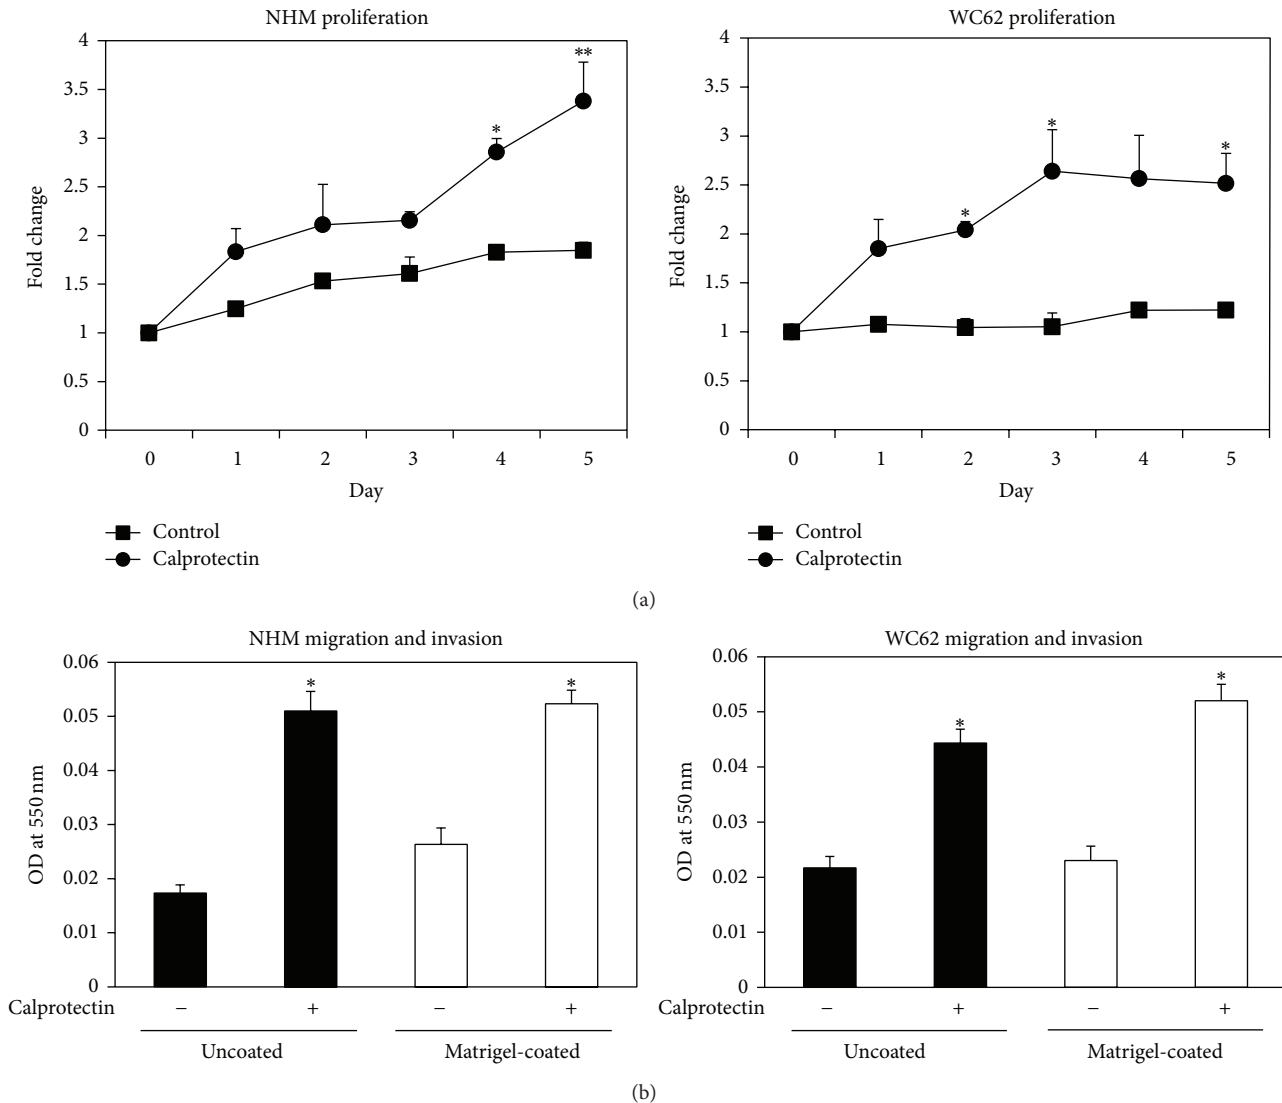 NHM proliferation
4
3.5
3
2.5
2
1.5
1
0.5
0
Fold change
*
**
0 1 2 3 4 5
Day
Control
Calprotectin
WC62 proliferation
4
3.5
3
2.5
2
1.5
1
0.5
0
Fold change
*
*
*
0 1 2 3 4 5
Day
Control
Calprotectin
(a)
NHM migration and invasion
0.06
0.05
0.04
0.03
0.02
0.01
0
OD at 550 nm
* *
Calprotectin − + − +
Uncoated Matrigel-coated
WC62 migration and invasion
0.06
0.05
0.04
0.03
0.02
0.01
0
OD at 550 nm
*
*
Calprotectin − + − +
Uncoated Matrigel-coated
(b)